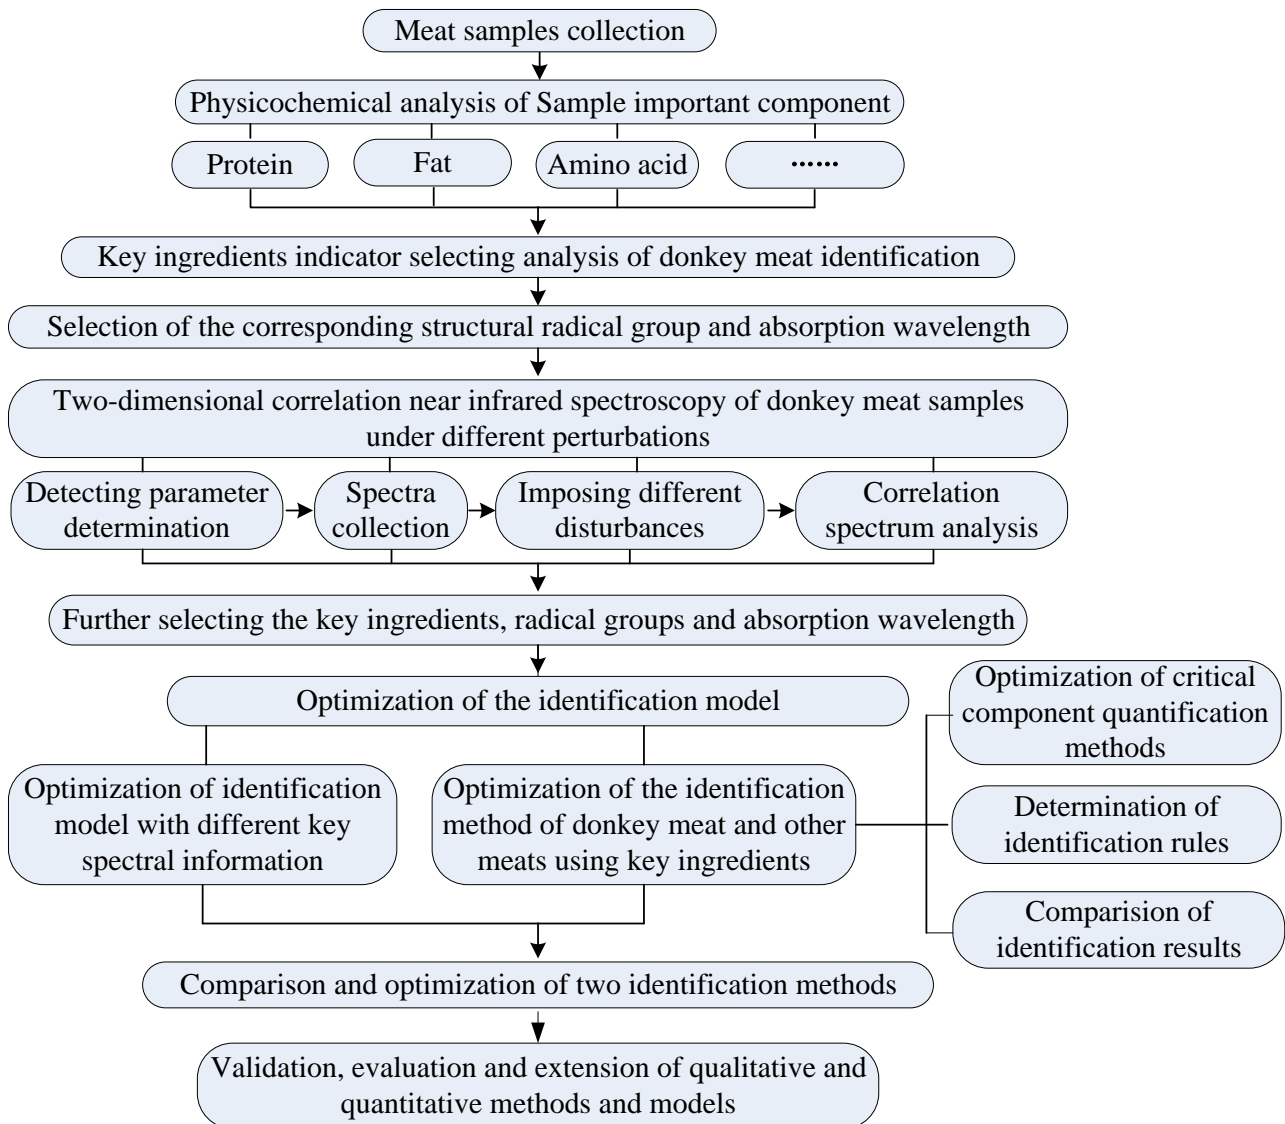 Meat samples collection
Physicochemical analysis of Sample important component
Protein
Fat
Amino acid
······
Key ingredients indicator selecting analysis of donkey meat identification
Selection of the corresponding structural radical group and absorption wavelength
Two-dimensional correlation near infrared spectroscopy of donkey meat samples
under different perturbations
Detecting parameter
determination
Spectra
collection
Imposing different
disturbances
Correlation
spectrum analysis
Further selecting the key ingredients, radical groups and absorption wavelength
Optimization of the identification model
Optimization of identification
model with different key
spectral information
Optimization of the identification
method of donkey meat and other
meats using key ingredients
Optimization of critical
component quantification
methods
Determination of
identification rules
Comparision of
identification results
Comparison and optimization of two identification methods
Validation, evaluation and extension of qualitative and
quantitative methods and models